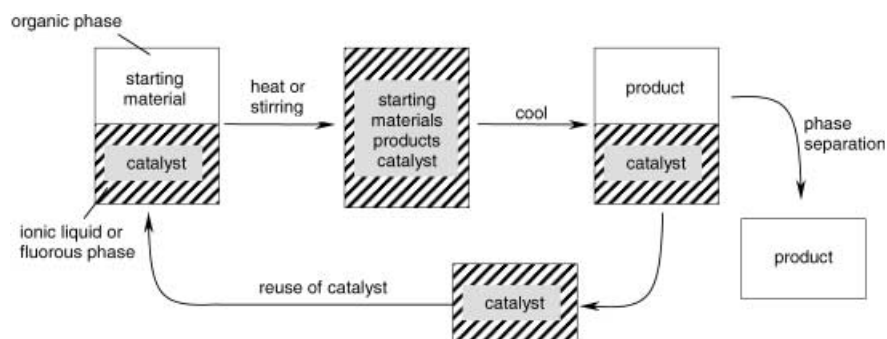 organic phase
starting
material
catalyst
ionic liquid or
fluorous phase
heat or
stirring
starting
materials
products
catalyst
cool
product
catalyst
phase
separation
product
reuse of catalyst
catalyst